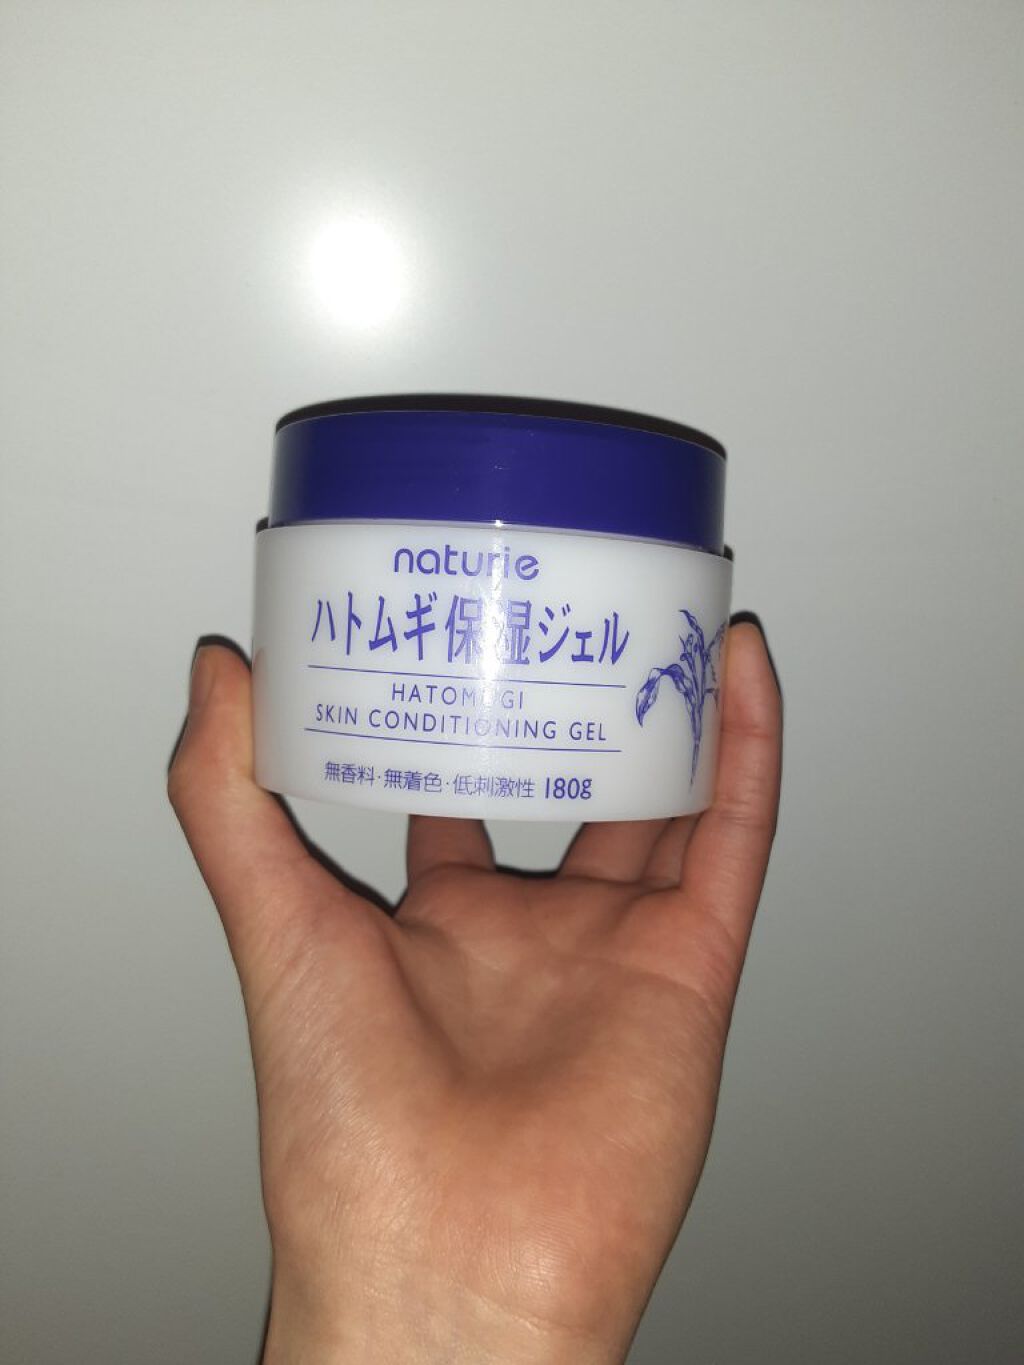 naturie
ハトムギ保湿ジェル
HATOMUGI
SKIN CONDITIONING GEL
無香料・無着色・低刺激性 180g